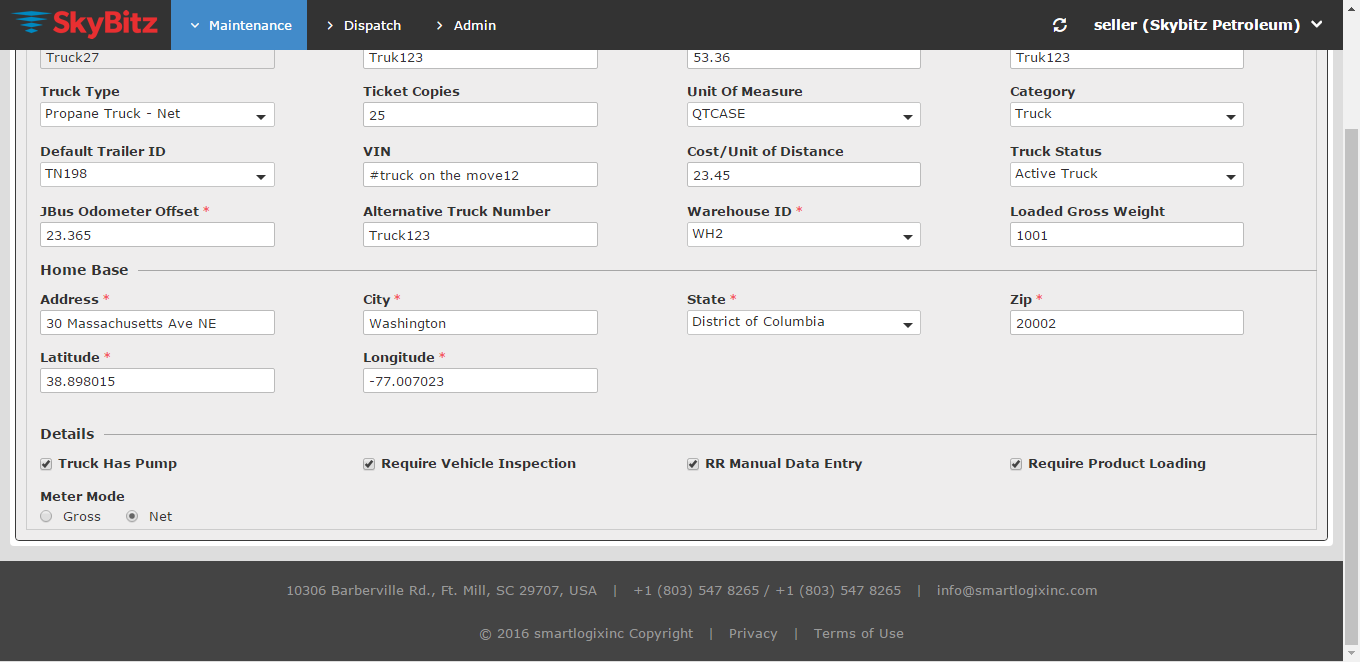 SkyBitz Maintenance Dispatch Admin seller (Skybitz Petroleum)
Truck27 Truk123 53.36 Truk123
Truck Type Ticket Copies Unit Of Measure Category
Propane Truck - Net 25 QTCASE Truck
Default Trailer ID VIN Cost/Unit of Distance Truck Status
TN198 #truck on the move12 23.45 Active Truck
JBus Odometer Offset * Alternative Truck Number Warehouse ID * Loaded Gross Weight
23.365 Truck123 WH2 1001
Home Base
Address * City * State * Zip *
30 Massachusetts Ave NE Washington District of Columbia 20002
Latitude * Longitude *
38.898015 -77.007023
Details
Truck Has Pump Require Vehicle Inspection RR Manual Data Entry Require Product Loading
Meter Mode
Gross Net
10306 Barberville Rd., Ft. Mill, SC 29707, USA | +1 (803) 547 8265 / +1 (803) 547 8265 | info@smartlogixinc.com
© 2016 smartlogixinc Copyright | Privacy | Terms of Use